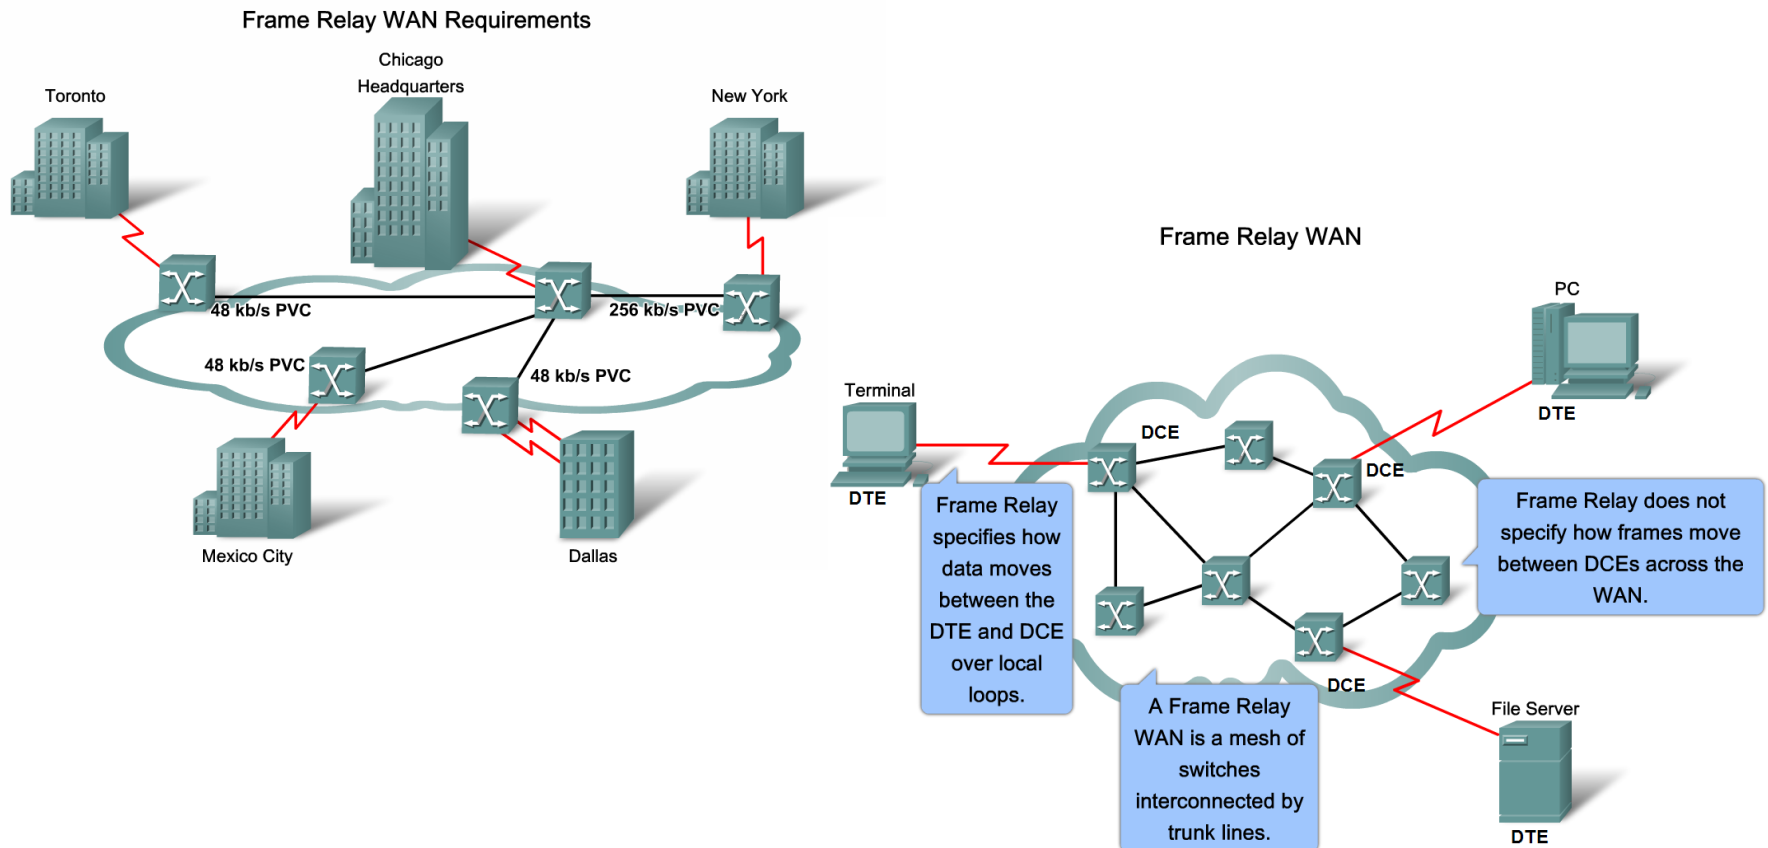 Frame Relay WAN Requirements
Chicago
Headquarters
Toronto
New York
48 kb/s PVC
256 kb/s PVC
48 kb/s PVC
48 kb/s PVC
Mexico City
Dallas
Frame Relay WAN
PC
DTE
Terminal
DTE
DCE
DCE
Frame Relay
specifies how
data moves
between the
DTE and DCE
over local
loops.
Frame Relay does not
specify how frames move
between DCEs across the
WAN.
DCE
A Frame Relay
WAN is a mesh of
switches
interconnected by
trunk lines.
File Server
DTE